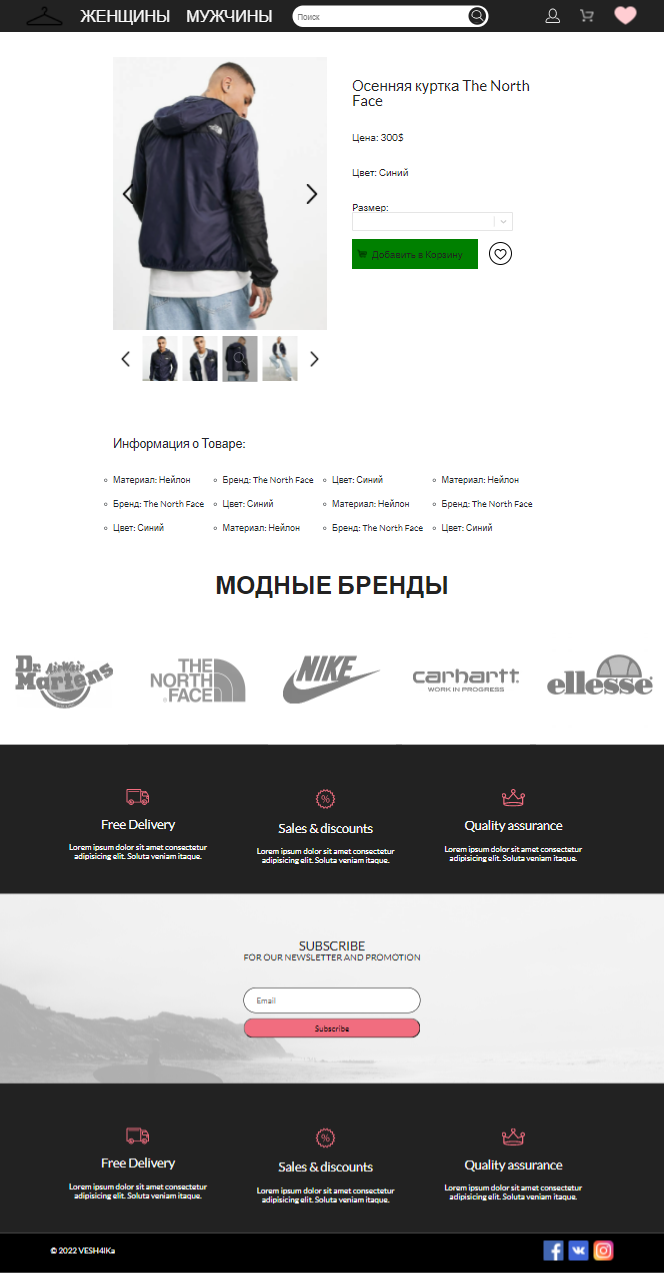 ЖЕНЩИНЫ МУЖЧИНЫ Поиск
Осенняя куртка The North
Face
Цена: 300$
Цвет: Синий
Размер:
Добавить в Корзину
Информация о Товаре:
Материал: Нейлон Бренд: The North Face Цвет: Синий Материал: Нейлон
Бренд: The North Face Цвет: Синий Материал: Нейлон Бренд: The North Face
Цвет: Синий Материал: Нейлон Бренд: The North Face Цвет: Синий
МОДНЫЕ БРЕНДЫ
Dr. AirWair
Martens
THE
NORTH
FACE
NIKE
carhartt
WORK IN PROGRESS
ellesse
Free Delivery
Lorem ipsum dolor sit amet consectetur
adipisicing elit. Soluta veniam itaque.
Sales & discounts
Lorem ipsum dolor sit amet consectetur
adipisicing elit. Soluta veniam itaque.
Quality assurance
Lorem ipsum dolor sit amet consectetur
adipisicing elit. Soluta veniam itaque.
SUBSCRIBE
FOR OUR NEWSLETTER AND PROMOTION
Email
Subscribe
Free Delivery
Lorem ipsum dolor sit amet consectetur
adipisicing elit. Soluta veniam itaque.
Sales & discounts
Lorem ipsum dolor sit amet consectetur
adipisicing elit. Soluta veniam itaque.
Quality assurance
Lorem ipsum dolor sit amet consectetur
adipisicing elit. Soluta veniam itaque.
© 2022 VESH4IKa